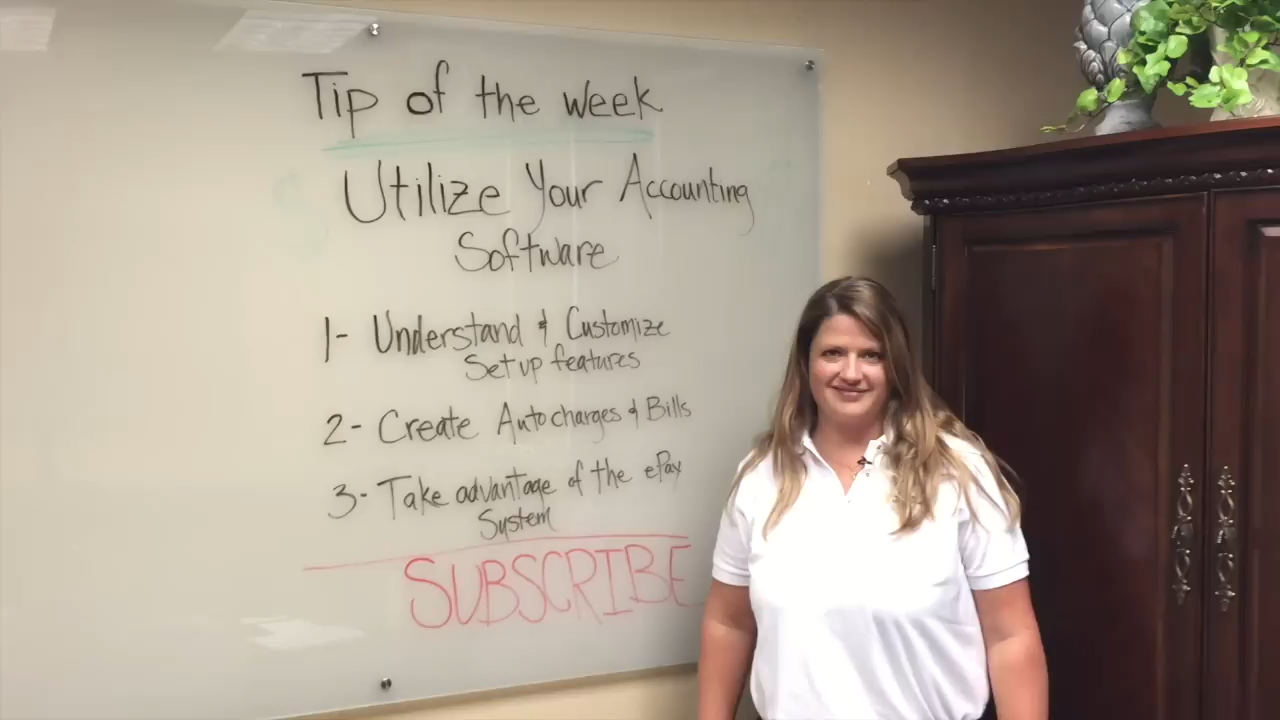 Tip of the week
Utilize Your Accounting
Software
1- Understand & Customize
Setup features
2- Create Autocharges & Bills
3- Take advantage of the ePay
System
SUBSCRIBE